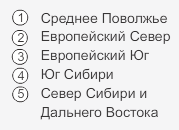 1 Среднее Поволжье
2 Европейский Север
3 Европейский Юг
4 Юг Сибири
5 Север Сибири и
Дальнего Востока